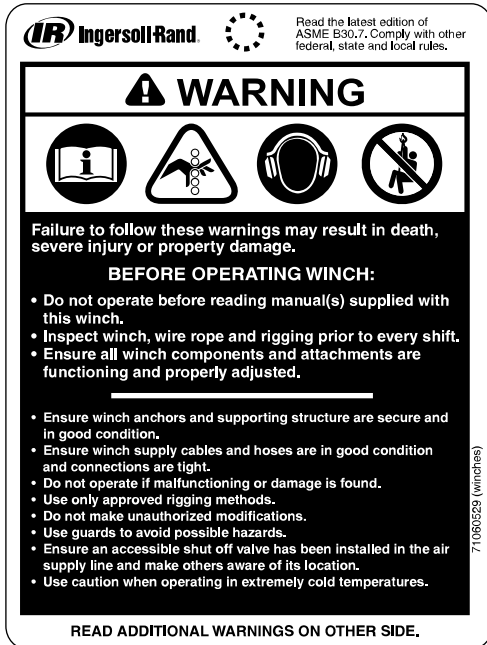 IR Ingersoll Rand®
Read the latest edition of
ASME B30.7. Comply with other
federal, state and local rules.
WARNING
Failure to follow these warnings may result in death,
severe injury or property damage.
BEFORE OPERATING WINCH:
• Do not operate before reading manual(s) supplied with
this winch.
• Inspect winch, wire rope and rigging prior to every shift.
• Ensure all winch components and attachments are
functioning and properly adjusted.
• Ensure winch anchors and supporting structure are secure and
in good condition.
• Ensure winch supply cables and hoses are in good condition
and connections are tight.
• Do not operate if malfunctioning or damage is found.
• Use only approved rigging methods.
• Do not make unauthorized modifications.
• Use guards to avoid possible hazards.
• Ensure an accessible shut off valve has been installed in the air
supply line and make others aware of its location.
• Use caution when operating in extremely cold temperatures.
71060529 (winches)
READ ADDITIONAL WARNINGS ON OTHER SIDE.